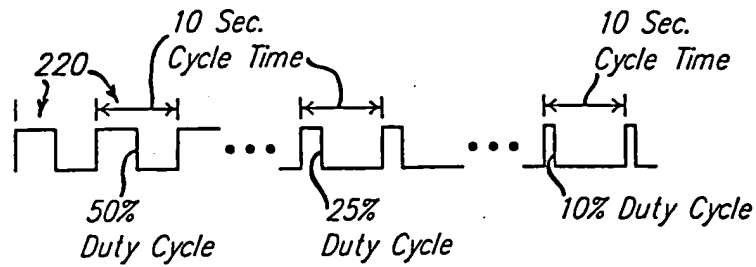 10 Sec.
Cycle Time
220
10 Sec.
Cycle Time
50%
Duty Cycle
25%
Duty Cycle
10% Duty Cycle